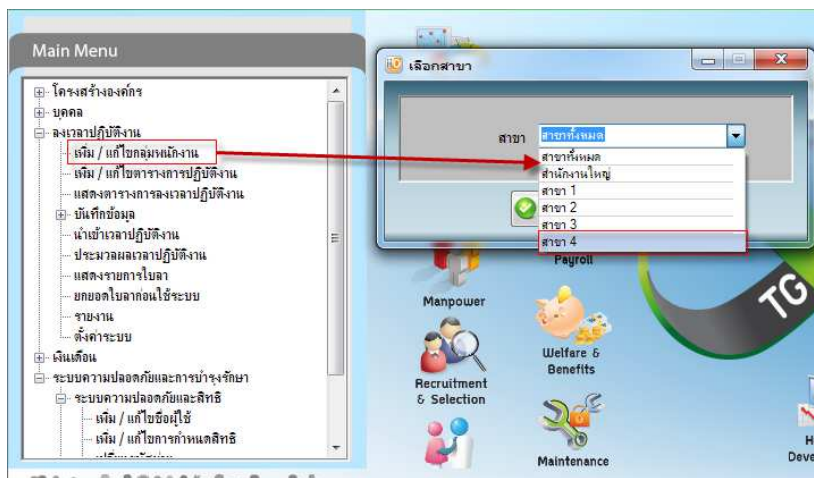 Main Menu
โครงสร้างองค์กร
บุคคล
ลงเวลาปฏิบัติงาน
เพิ่ม / แก้ไขกลุ่มพนักงาน
เพิ่ม / แก้ไขตารางการปฏิบัติงาน
แสดงตารางการลงเวลาปฏิบัติงาน
บันทึกข้อมูล
นำเข้าเวลาปฏิบัติงาน
ประมวลผลเวลาปฏิบัติงาน
แสดงรายการใบลา
ยกยอดใบลาก่อนใช้ระบบ
รายงาน
ตั้งค่าระบบ
เงินเดือน
ระบบความปลอดภัยและการบำรุงรักษา
ระบบความปลอดภัยและสิทธิ
เพิ่ม / แก้ไขชื่อผู้ใช้
เพิ่ม / แก้ไขการกำหนดสิทธิ
เลือกสาขา
สาขา สาขาทั้งหมด
สาขาทั้งหมด
สำนักงานใหญ่
สาขา 1
สาขา 2
สาขา 3
สาขา 4
Payroll
Manpower
Welfare &
Benefits
Recruitment
& Selection
Maintenance
TG
H
Deve